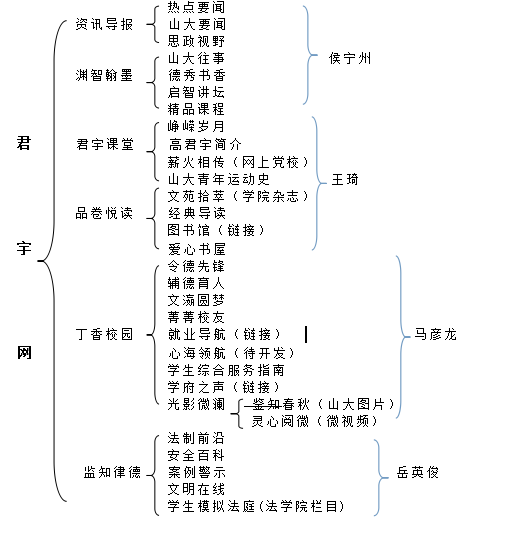 君宇网
资讯导报
热点要闻
山大要闻
思政视野
渊智翰墨
山大往事
德秀书香
启智讲坛
精品课程
侯宁州
君宇课堂
峥嵘岁月
高君宇简介
薪火相传（网上党校）
山大青年运动史
品卷悦读
文苑拾萃（学院杂志）
经典导读
图书馆（链接）
爱心书屋
王琦
丁香校园
令德先锋
辅德育人
文瀛圆梦
菁菁校友
就业导航（链接）
心海领航（待开发）
学生综合服务指南
学府之声（链接）
光影微澜
鉴知春秋（山大图片）
灵心阅微（微视频）
马彦龙
监知律德
法制前沿
安全百科
案例警示
文明在线
学生模拟法庭(法学院栏目)
岳英俊